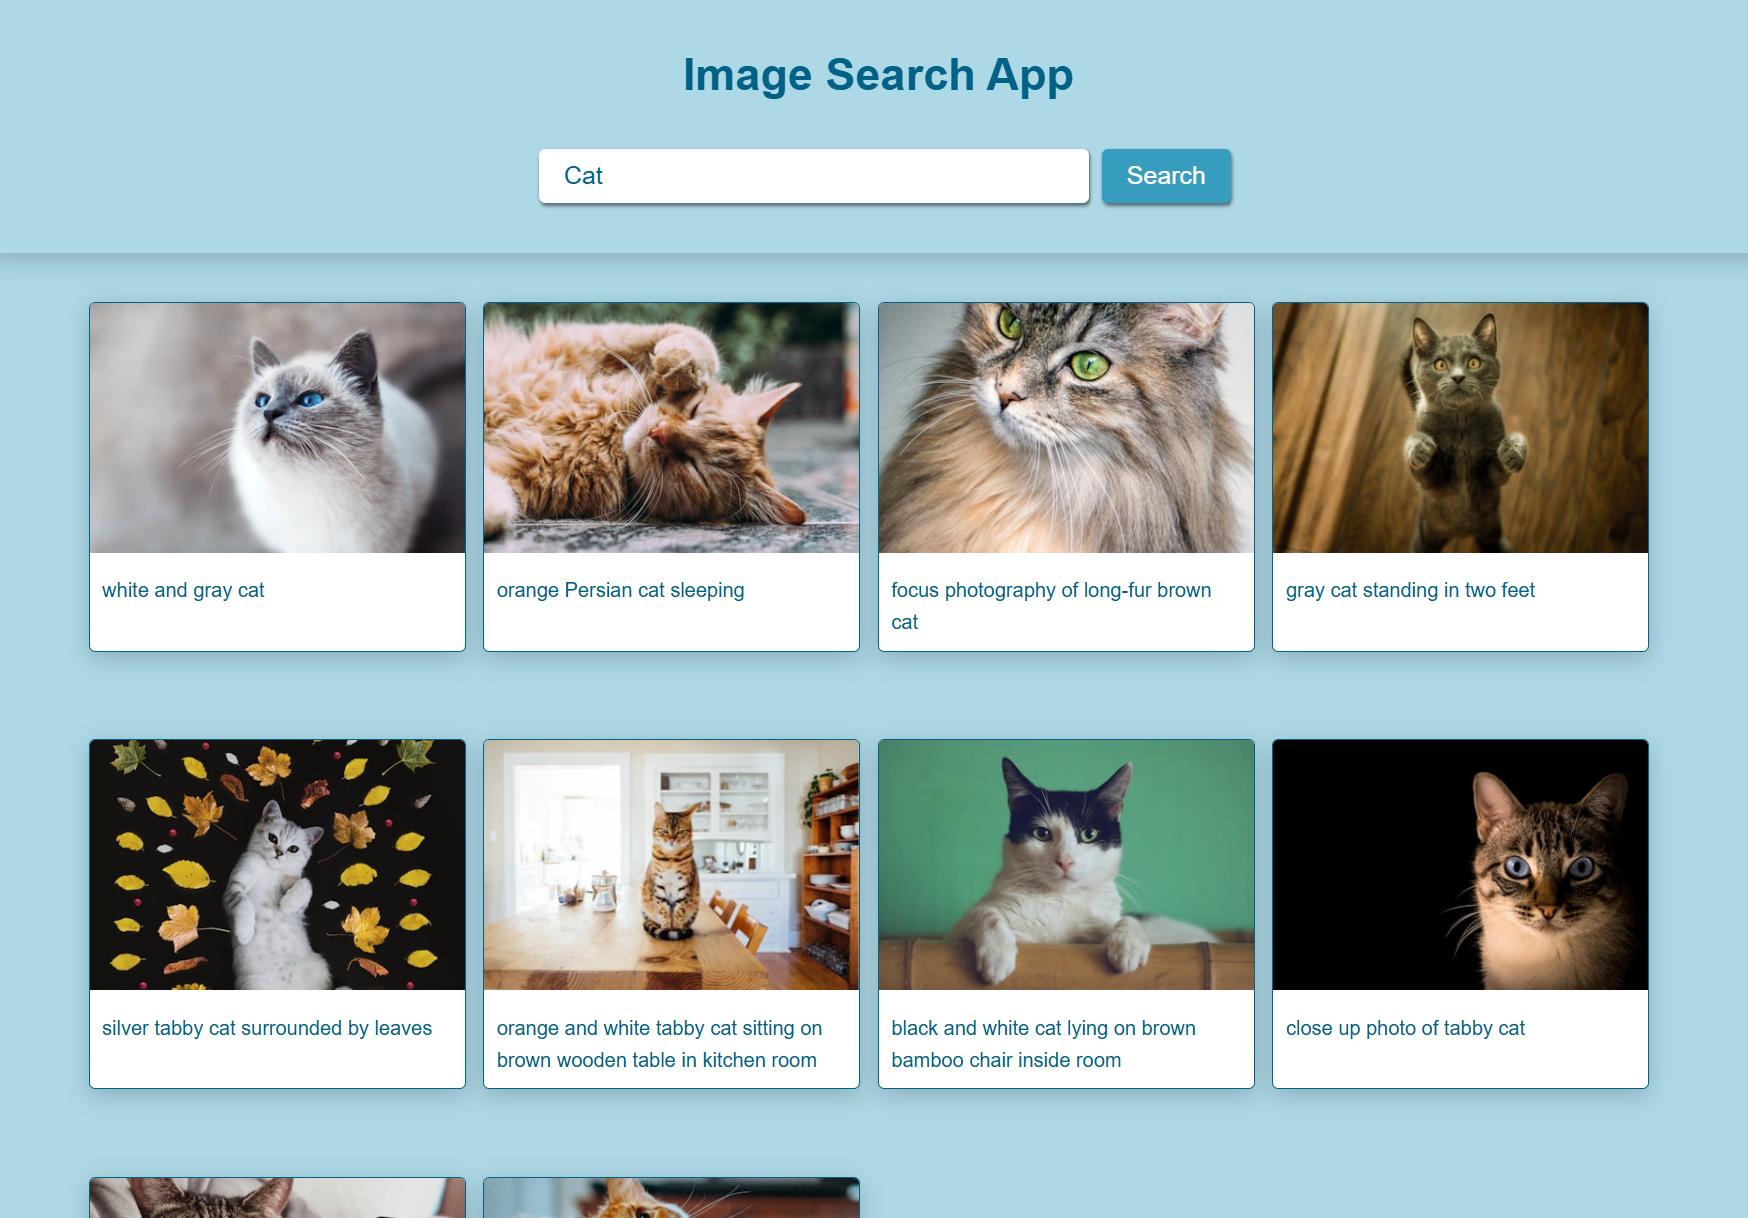 Image Search App
Cat
Search
white and gray cat
orange Persian cat sleeping
focus photography of long-fur brown
cat
gray cat standing in two feet
silver tabby cat surrounded by leaves
orange and white tabby cat sitting on
brown wooden table in kitchen room
black and white cat lying on brown
bamboo chair inside room
close up photo of tabby cat